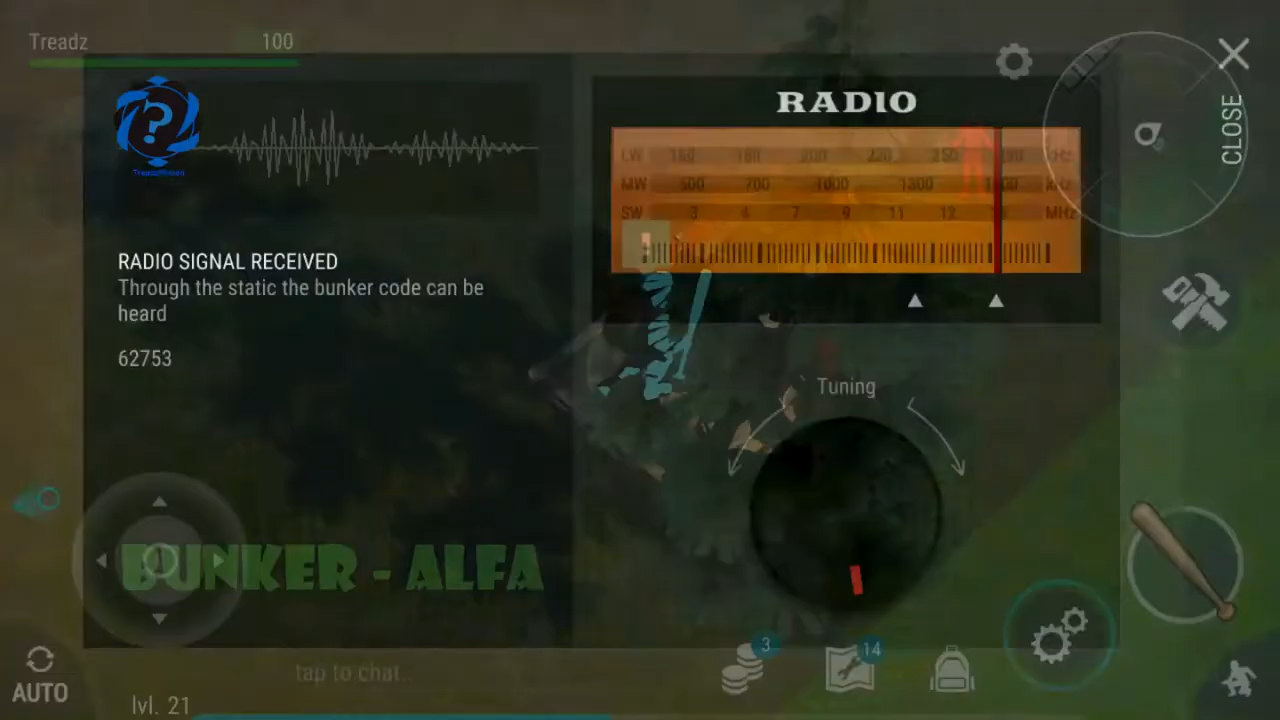 Treadz 100
RADIO
CLOSE
LW 160 180 200 220 250 kHz
MW 500 700 1000 1300 kHz
SW 3 7 9 11 12 MHz
RADIO SIGNAL RECEIVED
Through the static the bunker code can be
heard
62753
Tuning
BUNKER - ALFA
3
14
tap to chat..
AUTO
lvl. 21